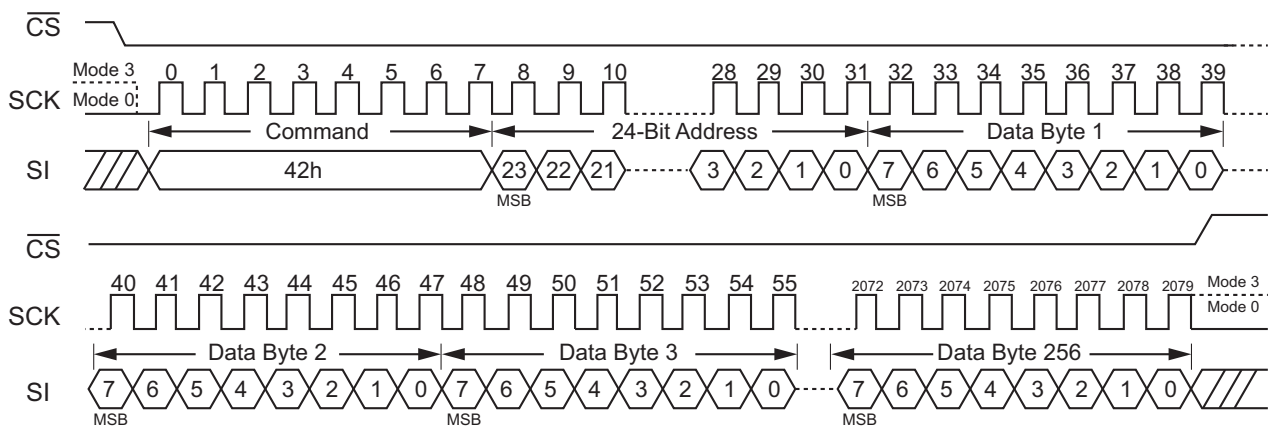 CS
Mode 3
0 1 2 3 4 5 6 7 8 9 10 28 29 30 31 32 33 34 35 36 37 38 39
SCK
Mode 0
Command 24-Bit Address Data Byte 1
SI
42h 23 22 21 3 2 1 0 7 6 5 4 3 2 1 0
MSB MSB
CS
40 41 42 43 44 45 46 47 48 49 50 51 52 53 54 55 2072 2073 2074 2075 2076 2077 2078 2079 Mode 3
SCK
Mode 0
Data Byte 2 Data Byte 3 Data Byte 256
SI
7 6 5 4 3 2 1 0 7 6 5 4 3 2 1 0 7 6 5 4 3 2 1 0
MSB MSB MSB